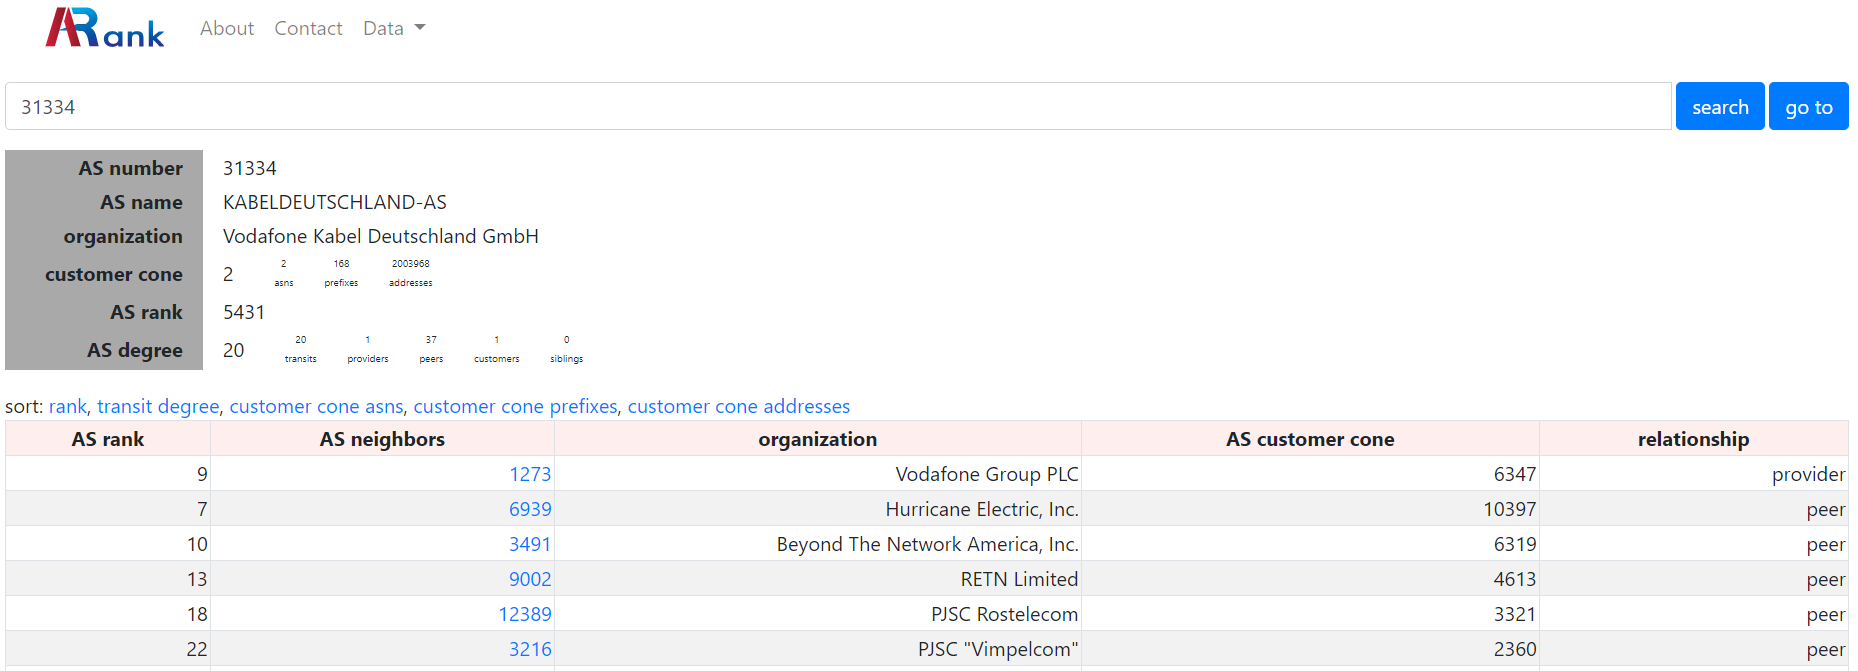 ARank About Contact Data
31334 search go to
AS number 31334
AS name KABELDEUTSCHLAND-AS
organization Vodafone Kabel Deutschland GmbH
customer cone 2 2 asns 168 prefixes 2003968 addresses
AS rank 5431
AS degree 20 20 transits 1 providers 37 peers 1 customers 0 siblings
sort: rank, transit degree, customer cone asns, customer cone prefixes, customer cone addresses
AS rank AS neighbors organization AS customer cone relationship
9 1273 Vodafone Group PLC 6347 provider
7 6939 Hurricane Electric, Inc. 10397 peer
10 3491 Beyond The Network America, Inc. 6319 peer
13 9002 RETN Limited 4613 peer
18 12389 PJSC Rostelecom 3321 peer
22 3216 PJSC "Vimpelcom" 2360 peer